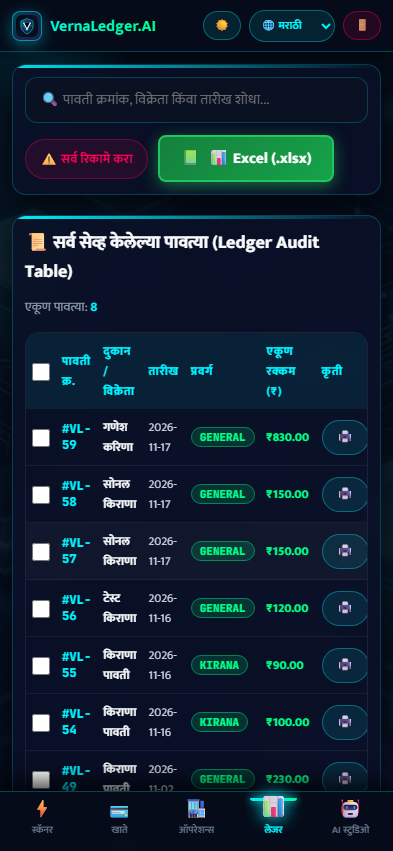 VernaLedger.AI
मराठी
पावती क्रमांक, विक्रेता किंवा तारीख शोधा...
सर्व रिकामे करा
Excel (.xlsx)
सर्व सेव्ह केलेल्या पावत्या (Ledger Audit
Table)
एकूण पावत्या: 8
पावती क्र. दुकान / विक्रेता तारीख प्रवर्ग एकूण रक्कम (₹) कृती
#VL-59 गणेश करिणा 2026-11-17 GENERAL ₹830.00
#VL-58 सोनल किराणा 2026-11-17 GENERAL ₹150.00
#VL-57 सोनल किराणा 2026-11-17 GENERAL ₹150.00
#VL-56 टेस्ट किराणा 2026-11-16 GENERAL ₹120.00
#VL-55 किराणा पावती 2026-11-16 KIRANA ₹90.00
#VL-54 किराणा पावती 2026-11-16 KIRANA ₹100.00
#VL-49 किराणा पावती 2026-11-02 GENERAL ₹230.00
स्कॅनर खाते ऑपरेशन्स लेजर AI स्टुडिओ